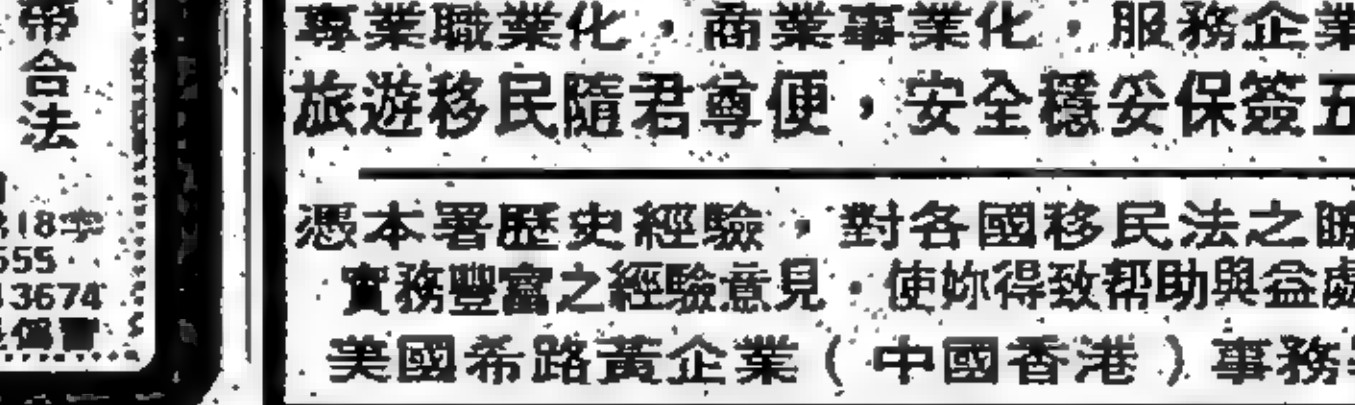 專業職業化，商業事業化，服務企業
旅遊移民隨君尊便，安全穩妥保簽五
憑本署歷史經驗，對各國移民法之
實務豐富之經驗意見，使妳得致帮助與益處
美國希路黃企業（中國香港）事務
帶合法
18字
555
3674